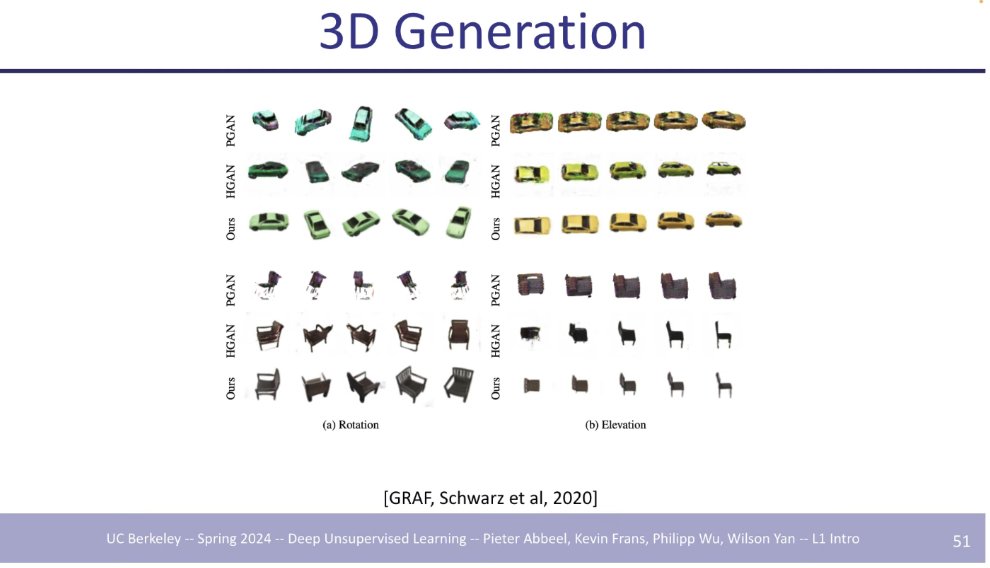 3D Generation
PGAN
HGAN
Ours
PGAN
HGAN
Ours
PGAN
HGAN
Ours
PGAN
HGAN
Ours
(a) Rotation
(b) Elevation
[GRAF, Schwarz et al, 2020]
UC Berkeley -- Spring 2024 -- Deep Unsupervised Learning -- Pieter Abbeel, Kevin Frans, Philipp Wu, Wilson Yan -- L1 Intro
51